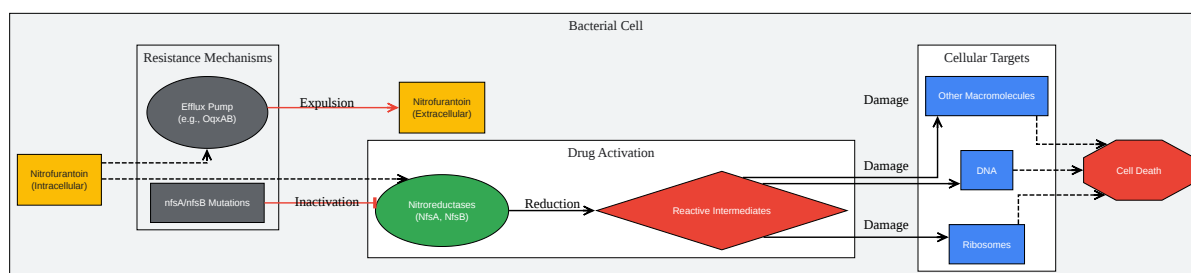 Bacterial Cell
Resistance Mechanisms
Cellular Targets
Efflux Pump
(e.g., OqxAB)
Expulsion
Nitrofurantoin
(Extracellular)
Damage
Other Macromolecules
Drug Activation
Nitrofurantoin
(Intracellular)
Damage
DNA
Cell Death
nfsA/nfsB Mutations
Inactivation
Nitroreductases
(NfsA, NfsB)
Reduction
Reactive Intermediates
Damage
Ribosomes